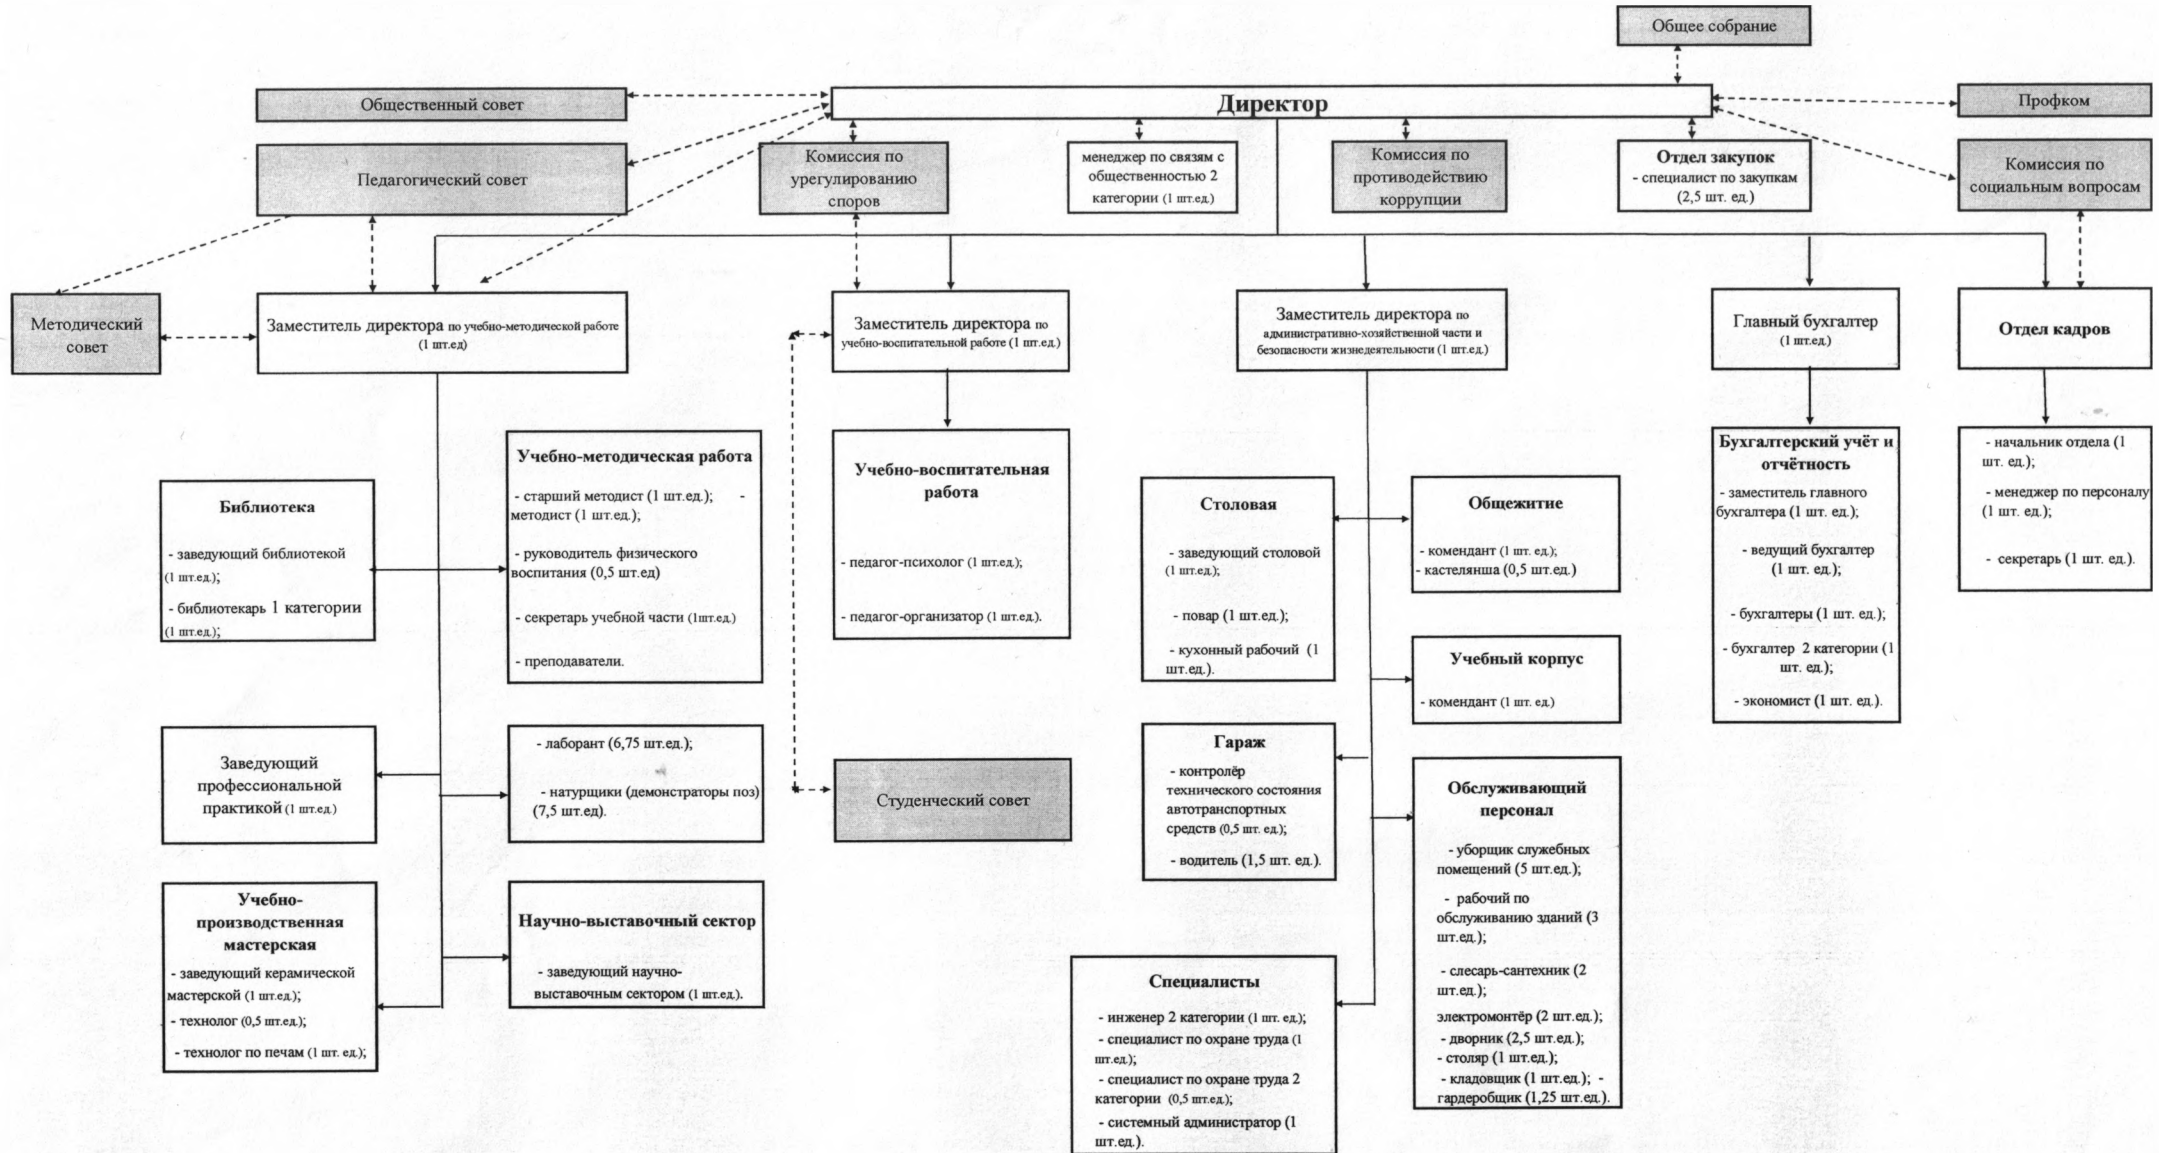 Общее собрание
Общественный совет
Директор
Профком
Педагогический совет
Комиссия по
урегулированию
споров
менеджер по связям с
общественностью 2
категории (1 шт.ед.)
Комиссия по
противодействию
коррупции
Отдел закупок
- специалист по закупкам
(2,5 шт. ед.)
Комиссия по
социальным вопросам
Методический
совет
Заместитель директора по учебно-методической работе
(1 шт.ед)
Заместитель директора по
учебно-воспитательной работе (1 шт.ед.)
Заместитель директора по
административно-хозяйственной части и
безопасности жизнедеятельности (1 шт.ед.)
Главный бухгалтер
(1 шт.ед.)
Отдел кадров
Библиотека
- заведующий библиотекой
(1 шт.ед.);
- библиотекарь 1 категории
(1 шт.ед.);
Учебно-методическая работа
- старший методист (1 шт.ед.); -
методист (1 шт.ед.);
- руководитель физического
воспитания (0,5 шт.ед)
- секретарь учебной части (1шт.ед.)
- преподаватели.
Учебно-воспитательная
работа
- педагог-психолог (1 шт.ед.);
- педагог-организатор (1 шт.ед.).
Столовая
- заведующий столовой
(1 шт.ед.);
- повар (1 шт.ед.);
- кухонный рабочий (1
шт.ед.).
Общежитие
- комендант (1 шт. ед.);
- кастелянша (0,5 шт.ед.)
Бухгалтерский учёт и
отчётность
- заместитель главного
бухгалтера (1 шт. ед.);
- ведущий бухгалтер
(1 шт. ед.);
- бухгалтеры (1 шт. ед.);
- бухгалтер 2 категории (1
шт. ед.);
- экономист (1 шт. ед.).
- начальник отдела (1
шт. ед.);
- менеджер по персоналу
(1 шт. ед.);
- секретарь (1 шт. ед.).
Учебный корпус
- комендант (1 шт. ед.)
Заведующий
профессиональной
практикой (1 шт.ед.)
- лаборант (6,75 шт.ед.);
- натурщики (демонстраторы поз)
(7,5 шт.ед).
Студенческий совет
Гараж
- контролёр
технического состояния
автотранспортных
средств (0,5 шт. ед.);
- водитель (1,5 шт. ед.).
Обслуживающий
персонал
- уборщик служебных
помещений (5 шт.ед.);
- рабочий по
обслуживанию зданий (3
шт.ед.);
- слесарь-сантехник (2
шт.ед.);
электромонтёр (2 шт.ед.);
- дворник (2,5 шт.ед.);
- столяр (1 шт.ед.);
- кладовщик (1 шт.ед.); -
гардеробщик (1,25 шт.ед.).
Учебно-
производственная
мастерская
- заведующий керамической
мастерской (1 шт.ед.);
- технолог (0,5 шт.ед.);
- технолог по печам (1 шт. ед.);
Научно-выставочный сектор
- заведующий научно-
выставочным сектором (1 шт.ед.).
Специалисты
- инженер 2 категории (1 шт. ед.);
- специалист по охране труда (1
шт.ед.);
- специалист по охране труда 2
категории (0,5 шт.ед.);
- системный администратор (1
шт.ед.).